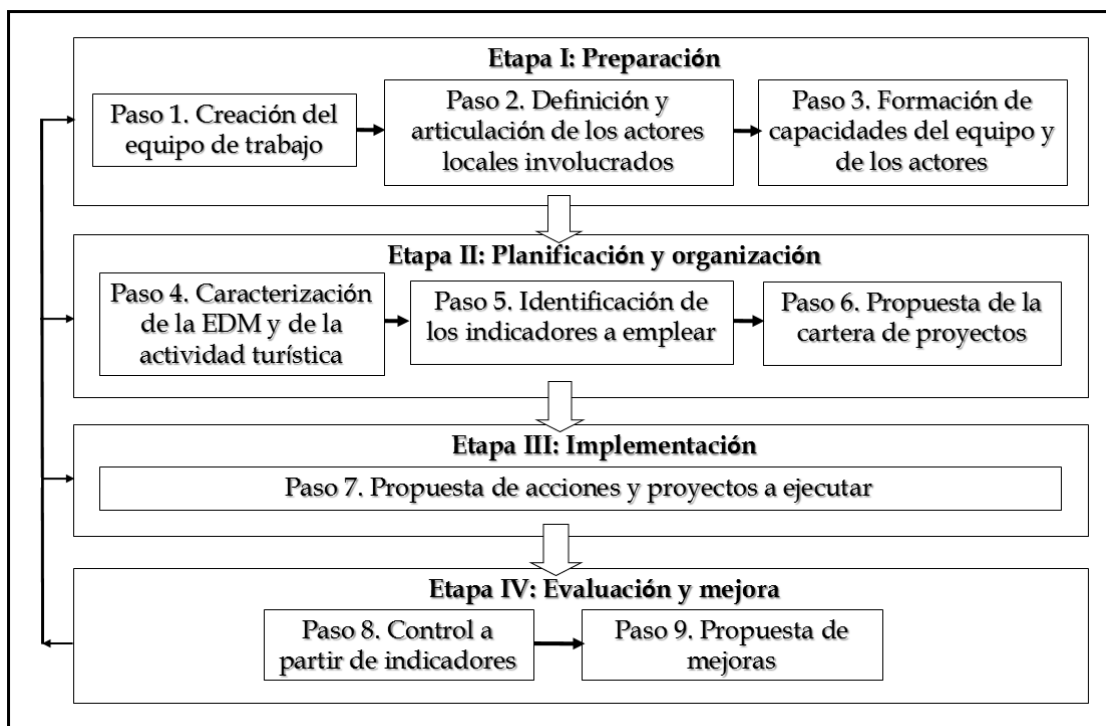 Etapa I: Preparación
Paso 1. Creación del
equipo de trabajo
Paso 2. Definición y
articulación de los actores
locales involucrados
Paso 3. Formación de
capacidades del equipo y
de los actores
Etapa II: Planificación y organización
Paso 4. Caracterización
de la EDM y de la
actividad turística
Paso 5. Identificación de
los indicadores a emplear
Paso 6. Propuesta de la
cartera de proyectos
Etapa III: Implementación
Paso 7. Propuesta de acciones y proyectos a ejecutar
Etapa IV: Evaluación y mejora
Paso 8. Control a
partir de indicadores
Paso 9. Propuesta de
mejoras